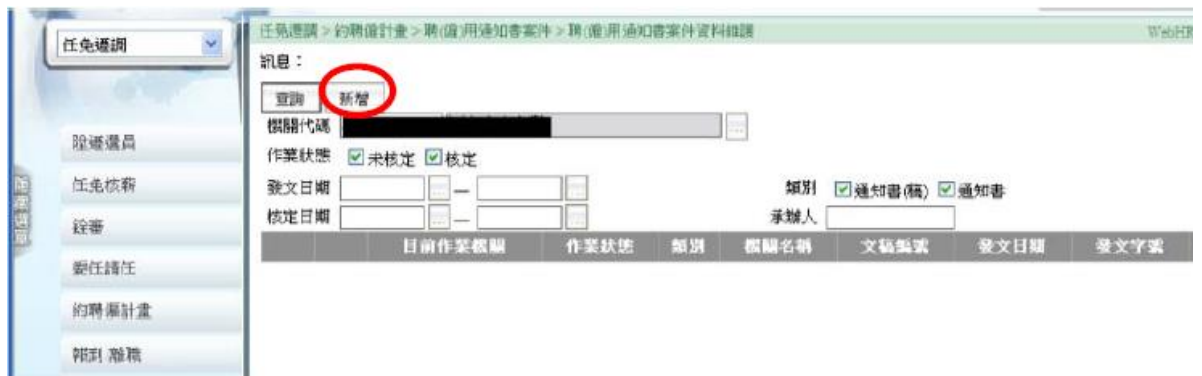 任免遷調
任免遷調 > 約聘僱計畫 > 聘(僱)用通知書案件 > 聘(僱)用通知書案件資料維護
WebHR
訊息：
查詢 新增
機關代碼
作業狀態 未核定 核定
發文日期 —
類別 通知書(稿) 通知書
核定日期 —
承辦人
目前作業機關 作業狀態 類別 機關名稱 文稿編號 發文日期 發文字號
陞遷選員
任免核薪
銓審
委任請任
約聘僱計畫
報到 離職